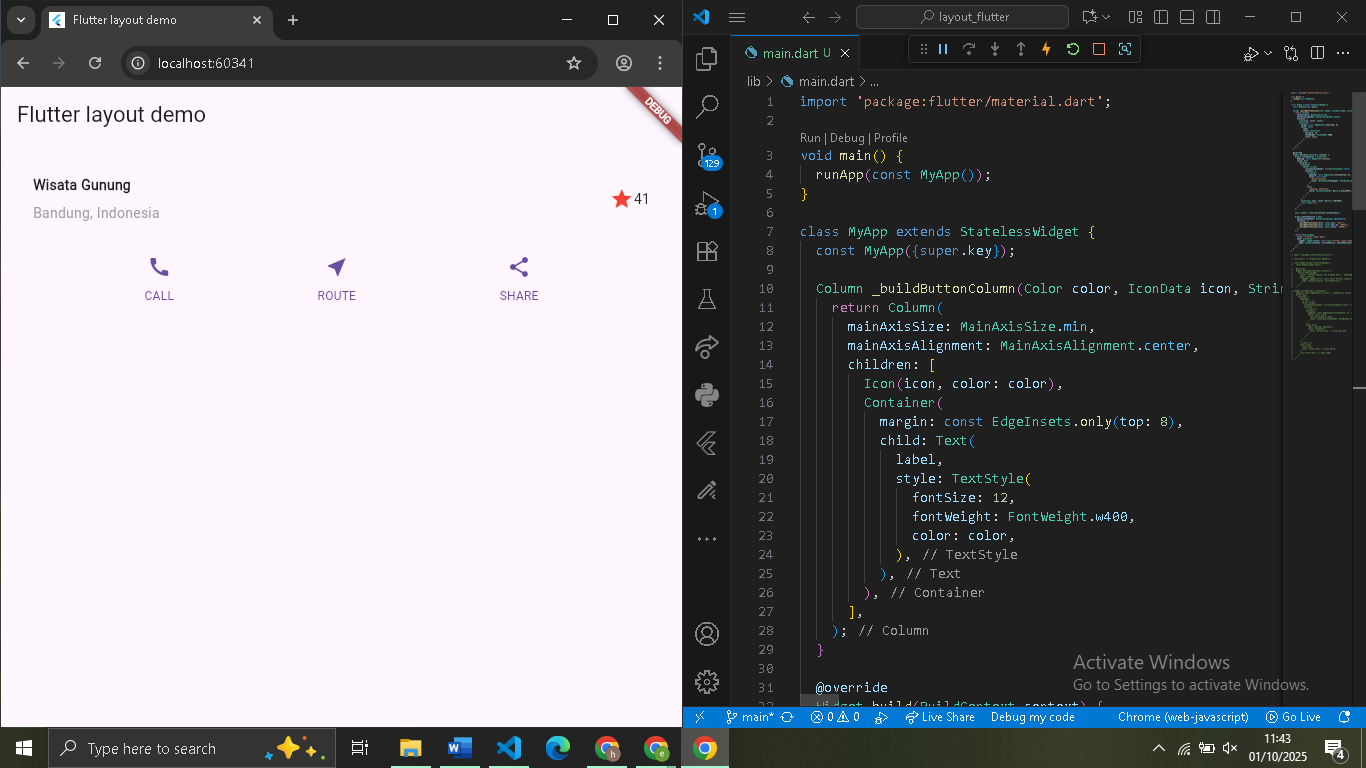 Flutter layout demo
localhost:60341
Flutter layout demo
DEBUG
Wisata Gunung
Bandung, Indonesia
41
CALL
ROUTE
SHARE
layout_flutter
main.dart U
lib > main.dart > ...
1 import 'package:flutter/material.dart';
2
Run | Debug | Profile
3 void main() {
4 runApp(const MyApp());
5 }
6
7 class MyApp extends StatelessWidget {
8 const MyApp({super.key});
9
10 Column _buildButtonColumn(Color color, IconData icon, Strin
11 return Column(
12 mainAxisSize: MainAxisSize.min,
13 mainAxisAlignment: MainAxisAlignment.center,
14 children: [
15 Icon(icon, color: color),
16 Container(
17 margin: const EdgeInsets.only(top: 8),
18 child: Text(
19 label,
20 style: TextStyle(
21 fontSize: 12,
22 fontWeight: FontWeight.w400,
23 color: color,
24 ), // TextStyle
25 ), // Text
26 ), // Container
27 ],
28 ); // Column
29 }
30
31 @override
32 Widget build(BuildContext context) {
129
1
Activate Windows
Go to Settings to activate Windows.
main* 0 0 Live Share Debug my code Chrome (web-javascript) Go Live
Type here to search
11:43
01/10/2025
4